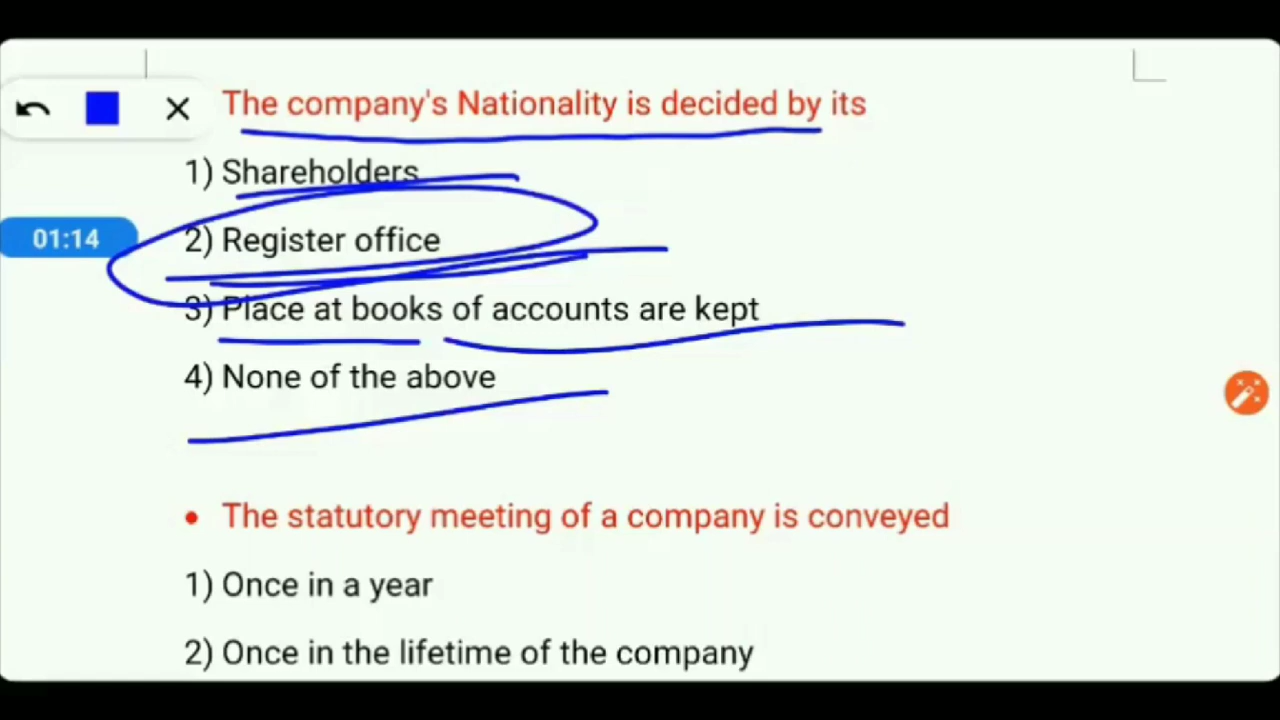 The company's Nationality is decided by its
1) Shareholders
01:14
2) Register office
3) Place at books of accounts are kept
4) None of the above
• The statutory meeting of a company is conveyed
1) Once in a year
2) Once in the lifetime of the company